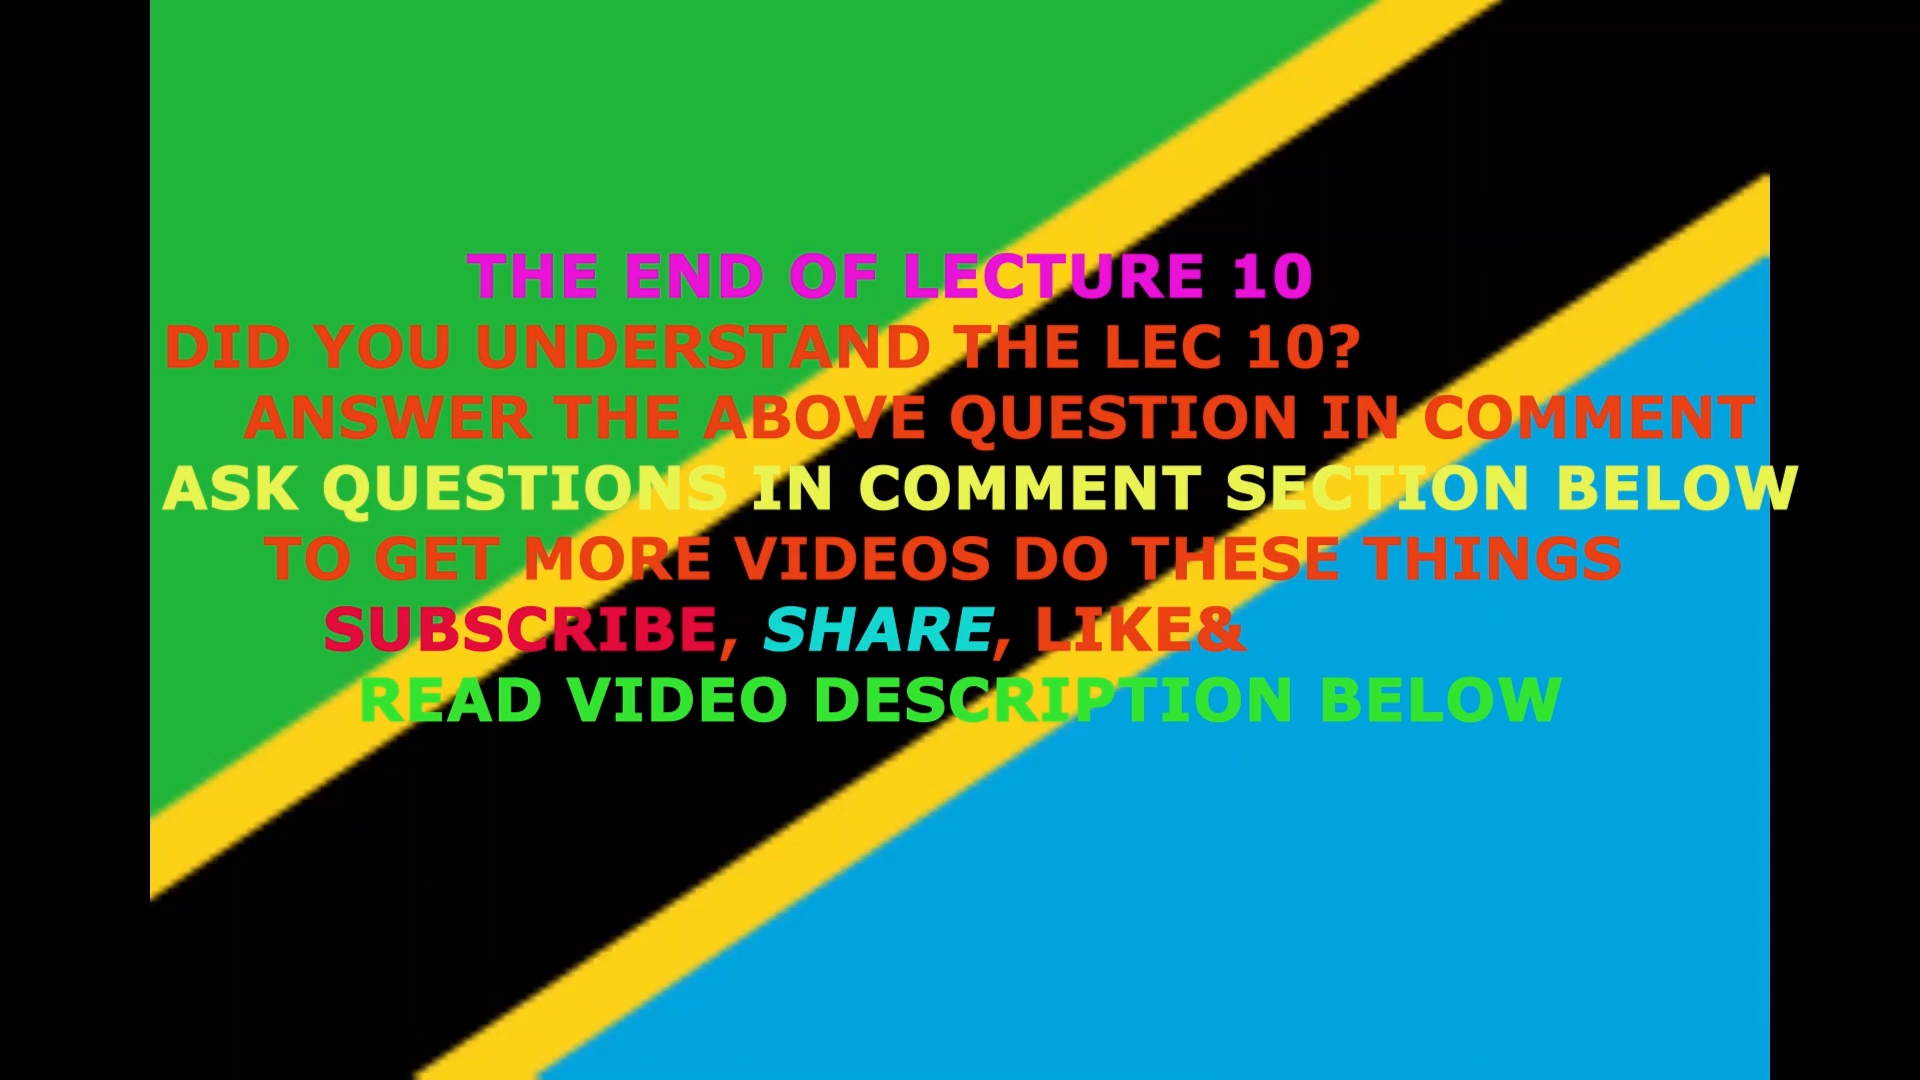 THE END OF LECTURE 10
DID YOU UNDERSTAND THE LEC 10?
ANSWER THE ABOVE QUESTION IN COMMENT
ASK QUESTIONS IN COMMENT SECTION BELOW
TO GET MORE VIDEOS DO THESE THINGS
SUBSCRIBE, SHARE, LIKE&
READ VIDEO DESCRIPTION BELOW